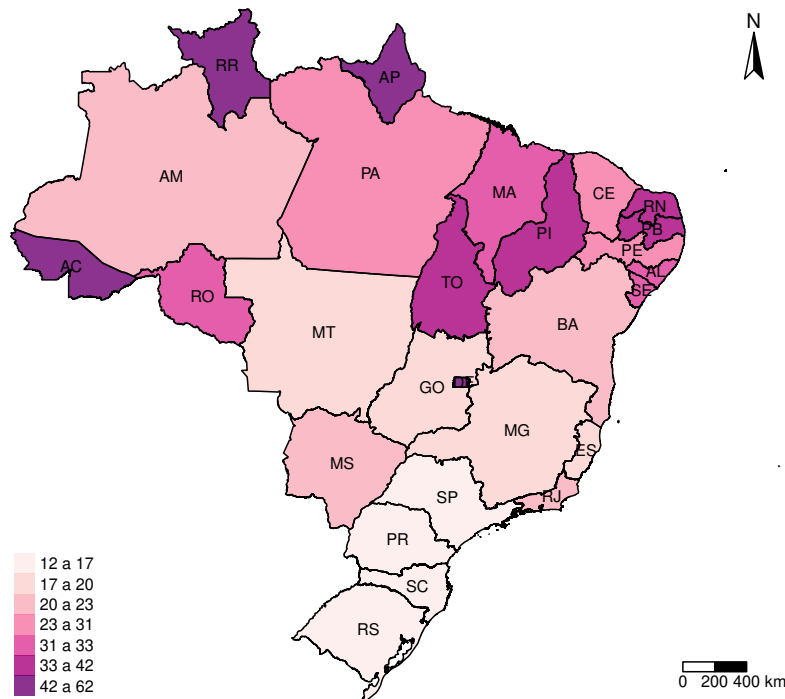 N
RR
AP
AM
PA
MA
CE
RN
PB
PI
PE
AL
SE
AC
RO
TO
BA
MT
GO
DF
MG
ES
MS
SP
RJ
PR
SC
RS
12 a 17
17 a 20
20 a 23
23 a 31
31 a 33
33 a 42
42 a 62
0 200 400 km